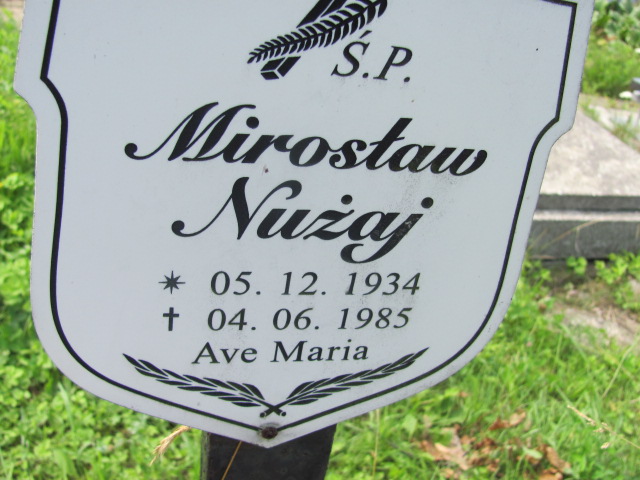 Ś.P.
Mirosław
Nużaj
* 05. 12. 1934
† 04. 06. 1985
Ave Maria